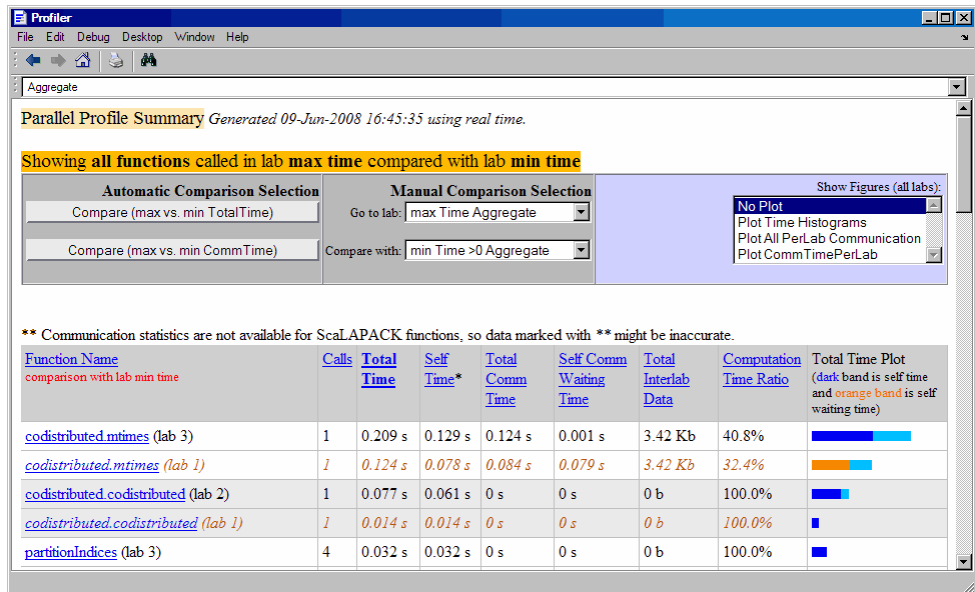 Profiler
File Edit Debug Desktop Window Help
Aggregate
Parallel Profile Summary Generated 09-Jun-2008 16:45:35 using real time.
Showing all functions called in lab max time compared with lab min time
Automatic Comparison Selection
Compare (max vs. min TotalTime)
Compare (max vs. min CommTime)
Manual Comparison Selection
Go to lab: max Time Aggregate
Compare with: min Time >0 Aggregate
Show Figures (all labs):
No Plot
Plot Time Histograms
Plot All PerLab Communication
Plot CommTimePerLab
** Communication statistics are not available for ScaLAPACK functions, so data marked with ** might be inaccurate.
Function Name
comparison with lab min time
Calls
Total
Time
Self
Time*
Total
Comm
Time
Self Comm
Waiting
Time
Total
Interlab
Data
Computation
Time Ratio
Total Time Plot
(dark band is self time
and orange band is self
waiting time)
codistributed.mtimes (lab 3) 1 0.209 s 0.129 s 0.124 s 0.001 s 3.42 Kb 40.8%
codistributed.mtimes (lab 1) 1 0.124 s 0.078 s 0.084 s 0.079 s 3.42 Kb 32.4%
codistributed.codistributed (lab 2) 1 0.077 s 0.061 s 0 s 0 s 0 b 100.0%
codistributed.codistributed (lab 1) 1 0.014 s 0.014 s 0 s 0 s 0 b 100.0%
partitionIndices (lab 3) 4 0.032 s 0.032 s 0 s 0 s 0 b 100.0%